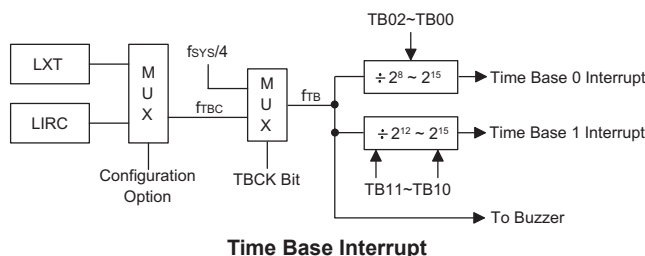 TB02~TB00
LXT
LIRC
M
U
X
fSYS/4
fTBC
M
U
X
fTB
÷ 2⁸ ~ 2¹⁵
Time Base 0 Interrupt
÷ 2¹² ~ 2¹⁵
Time Base 1 Interrupt
Configuration
Option
TBCK Bit
TB11~TB10
To Buzzer
Time Base Interrupt